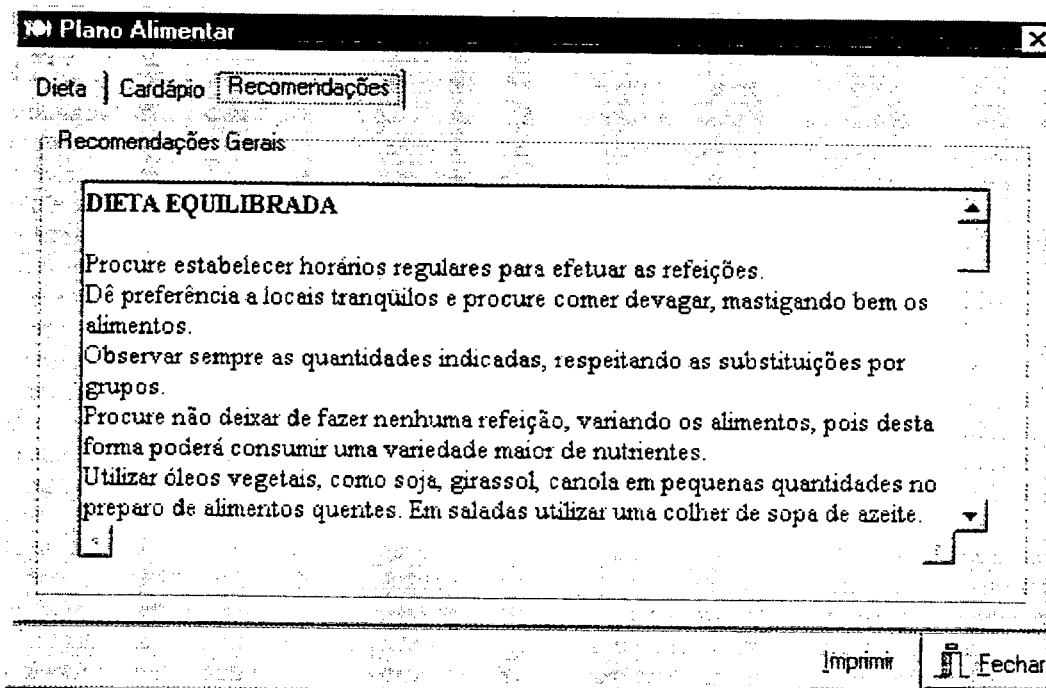 Plano Alimentar
Dieta Cardápio Recomendações
Recomendações Gerais
DIETA EQUILIBRADA
Procure estabelecer horários regulares para efetuar as refeições.
Dê preferência a locais tranqüilos e procure comer devagar, mastigando bem os
alimentos.
Observar sempre as quantidades indicadas, respeitando as substituições por
grupos.
Procure não deixar de fazer nenhuma refeição, variando os alimentos, pois desta
forma poderá consumir uma variedade maior de nutrientes.
Utilizar óleos vegetais, como soja, girassol, canola em pequenas quantidades no
preparo de alimentos quentes. Em saladas utilizar uma colher de sopa de azeite.
Imprimir Fechar